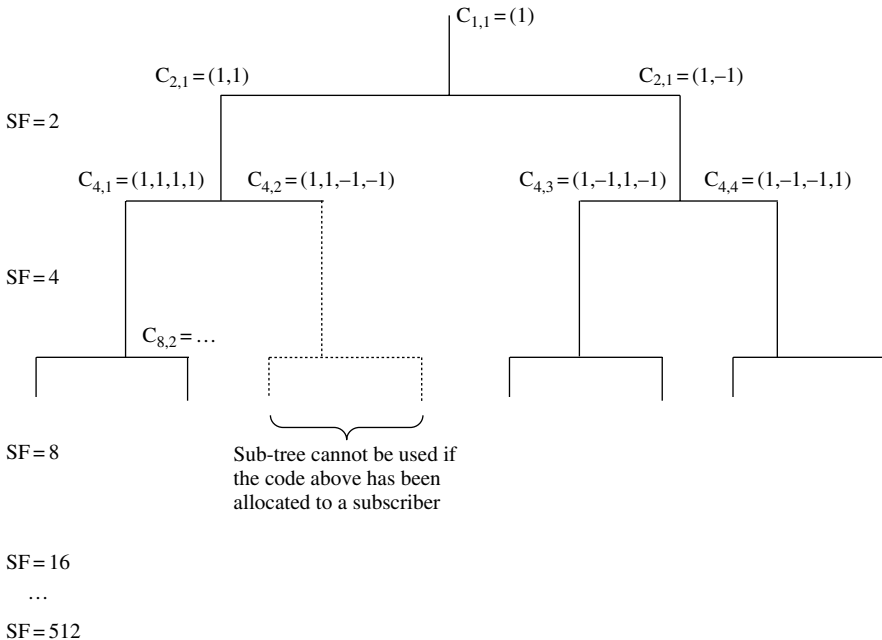 C1,1 = (1)
C2,1 = (1,1)
C2,1 = (1,–1)
SF = 2
C4,1 = (1,1,1,1)
C4,2 = (1,1,–1,–1)
C4,3 = (1,–1,1,–1)
C4,4 = (1,–1,–1,1)
SF = 4
C8,2 = …
SF = 8
Sub-tree cannot be used if
the code above has been
allocated to a subscriber
SF = 16
…
SF = 512